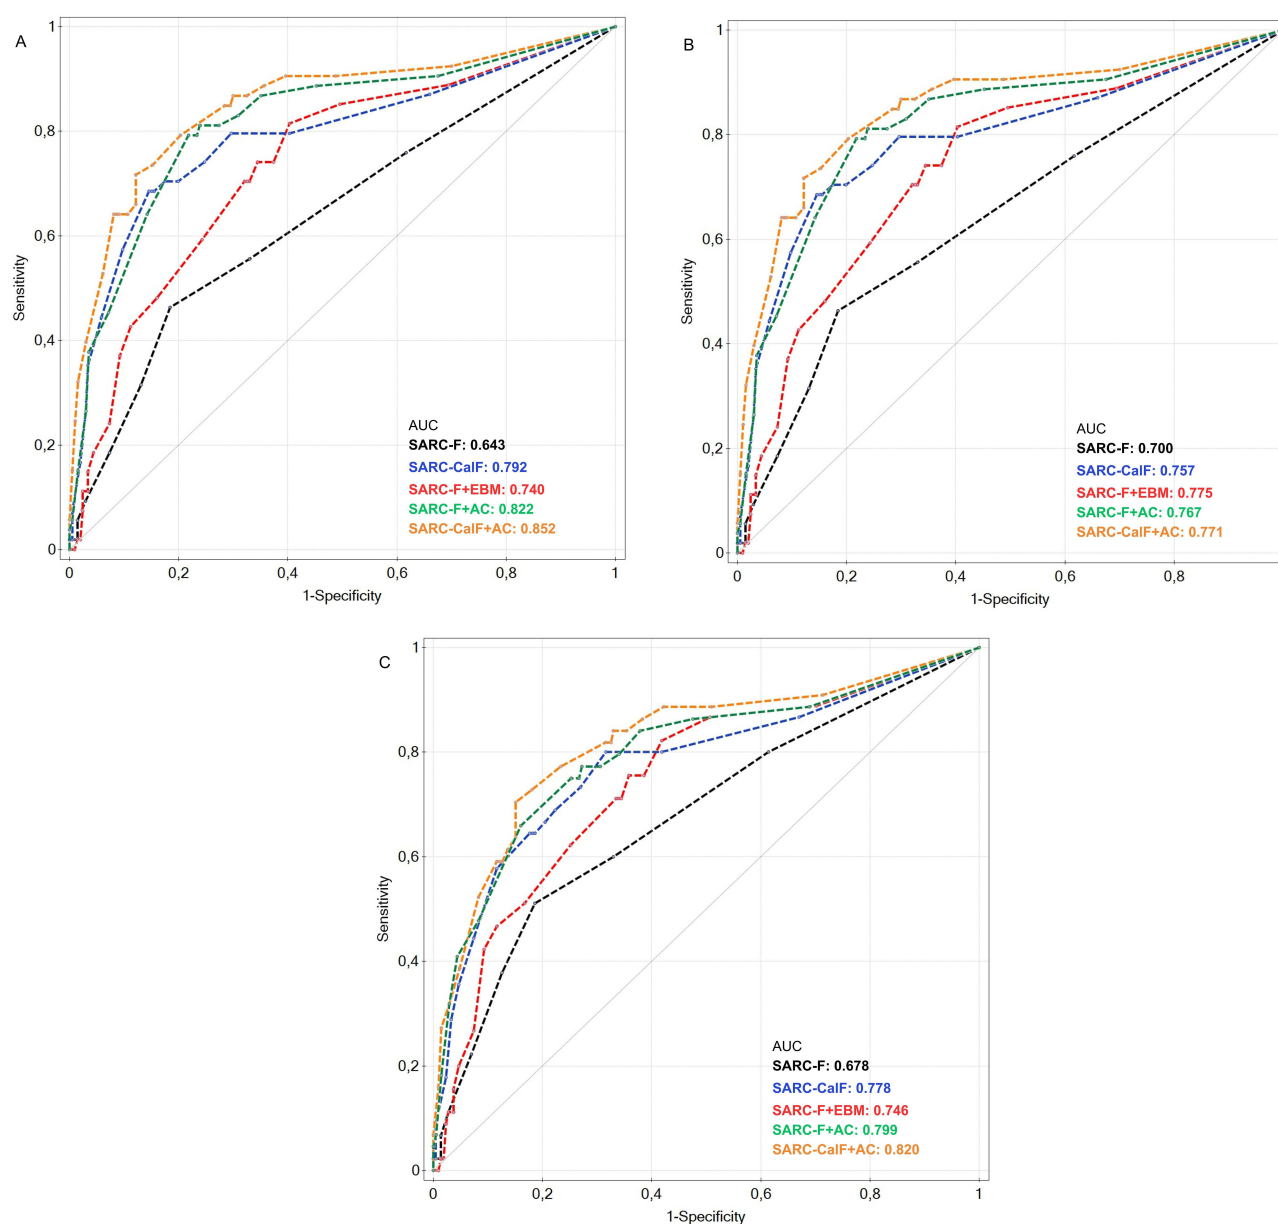 A
1
0,8
0,6
0,4
0,2
0
Sensitivity
0
0,2
0,4
0,6
0,8
1
1-Specificity
AUC
SARC-F: 0.643
SARC-CalF: 0.792
SARC-F+EBM: 0.740
SARC-F+AC: 0.822
SARC-CalF+AC: 0.852
B
1
0,8
0,6
0,4
0,2
0
Sensitivity
0
0,2
0,4
0,6
0,8
1-Specificity
AUC
SARC-F: 0.700
SARC-CalF: 0.757
SARC-F+EBM: 0.775
SARC-F+AC: 0.767
SARC-CalF+AC: 0.771
C
1
0,8
0,6
0,4
0,2
0
Sensitivity
0
0,2
0,4
0,6
0,8
1
1-Specificity
AUC
SARC-F: 0.678
SARC-CalF: 0.778
SARC-F+EBM: 0.746
SARC-F+AC: 0.799
SARC-CalF+AC: 0.820